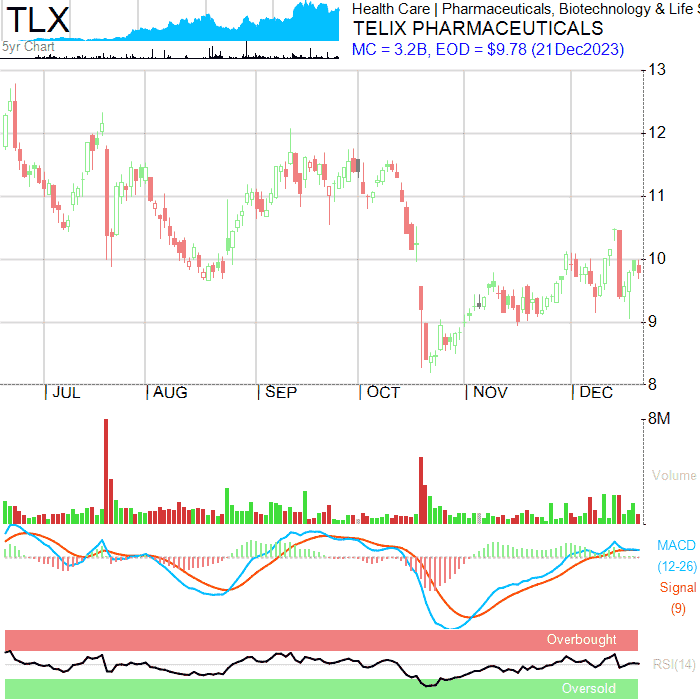 TLX
5yr Chart
Health Care | Pharmaceuticals, Biotechnology & Life S
TELIX PHARMACEUTICALS
MC = 3.2B, EOD = $9.78 (21Dec2023)
13
12
11
10
9
8
JUL
AUG
SEP
OCT
NOV
DEC
8M
Volume
MACD
(12-26)
Signal
(9)
Overbought
RSI(14)
Oversold